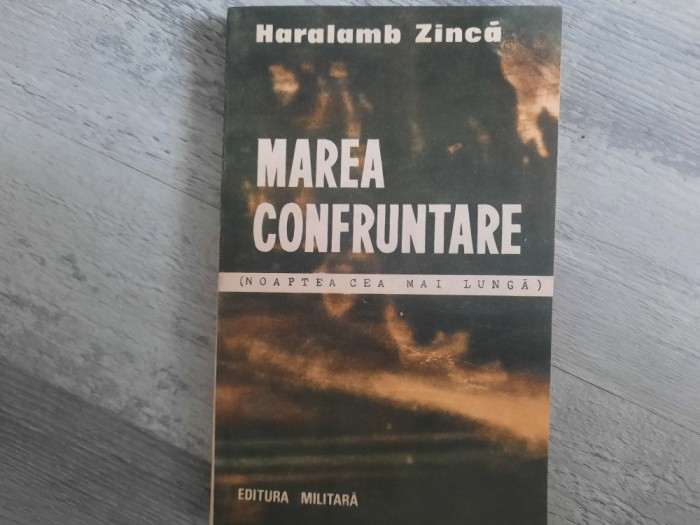 Haralamb Zincă
MAREA
CONFRUNTARE
(NOAPTEA CEA MAI LUNGĂ)
EDITURA MILITARĂ